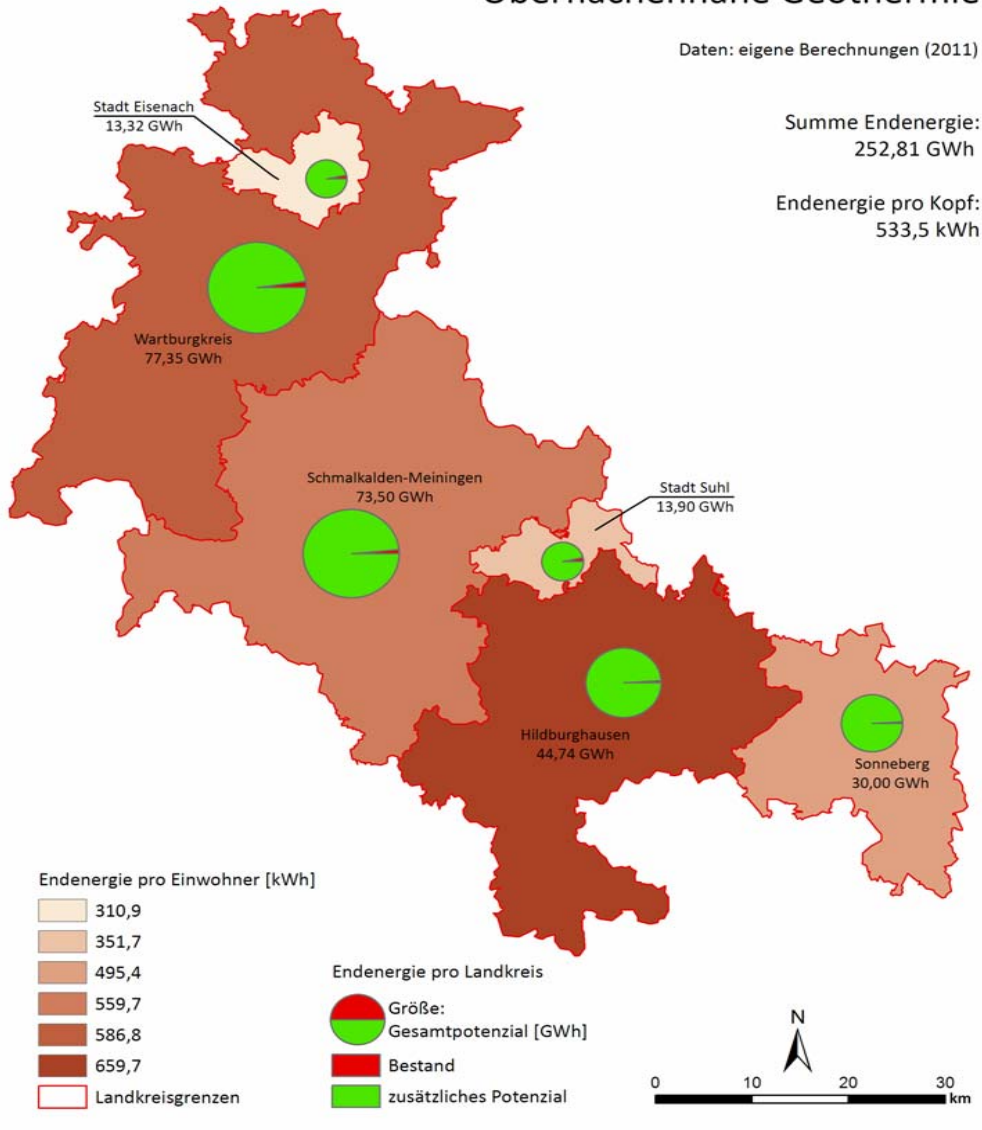 Oberflächennahe Geothermie
Daten: eigene Berechnungen (2011)
Summe Endenergie:
252,81 GWh
Endenergie pro Kopf:
533,5 kWh
Stadt Eisenach
13,32 GWh
Wartburgkreis
77,35 GWh
Schmalkalden-Meiningen
73,50 GWh
Stadt Suhl
13,90 GWh
Hildburghausen
44,74 GWh
Sonneberg
30,00 GWh
Endenergie pro Einwohner [kWh]
310,9
351,7
495,4
559,7
586,8
659,7
Landkreisgrenzen
Endenergie pro Landkreis
Größe:
Gesamtpotenzial [GWh]
Bestand
zusätzliches Potenzial
N
0 10 20 30
km